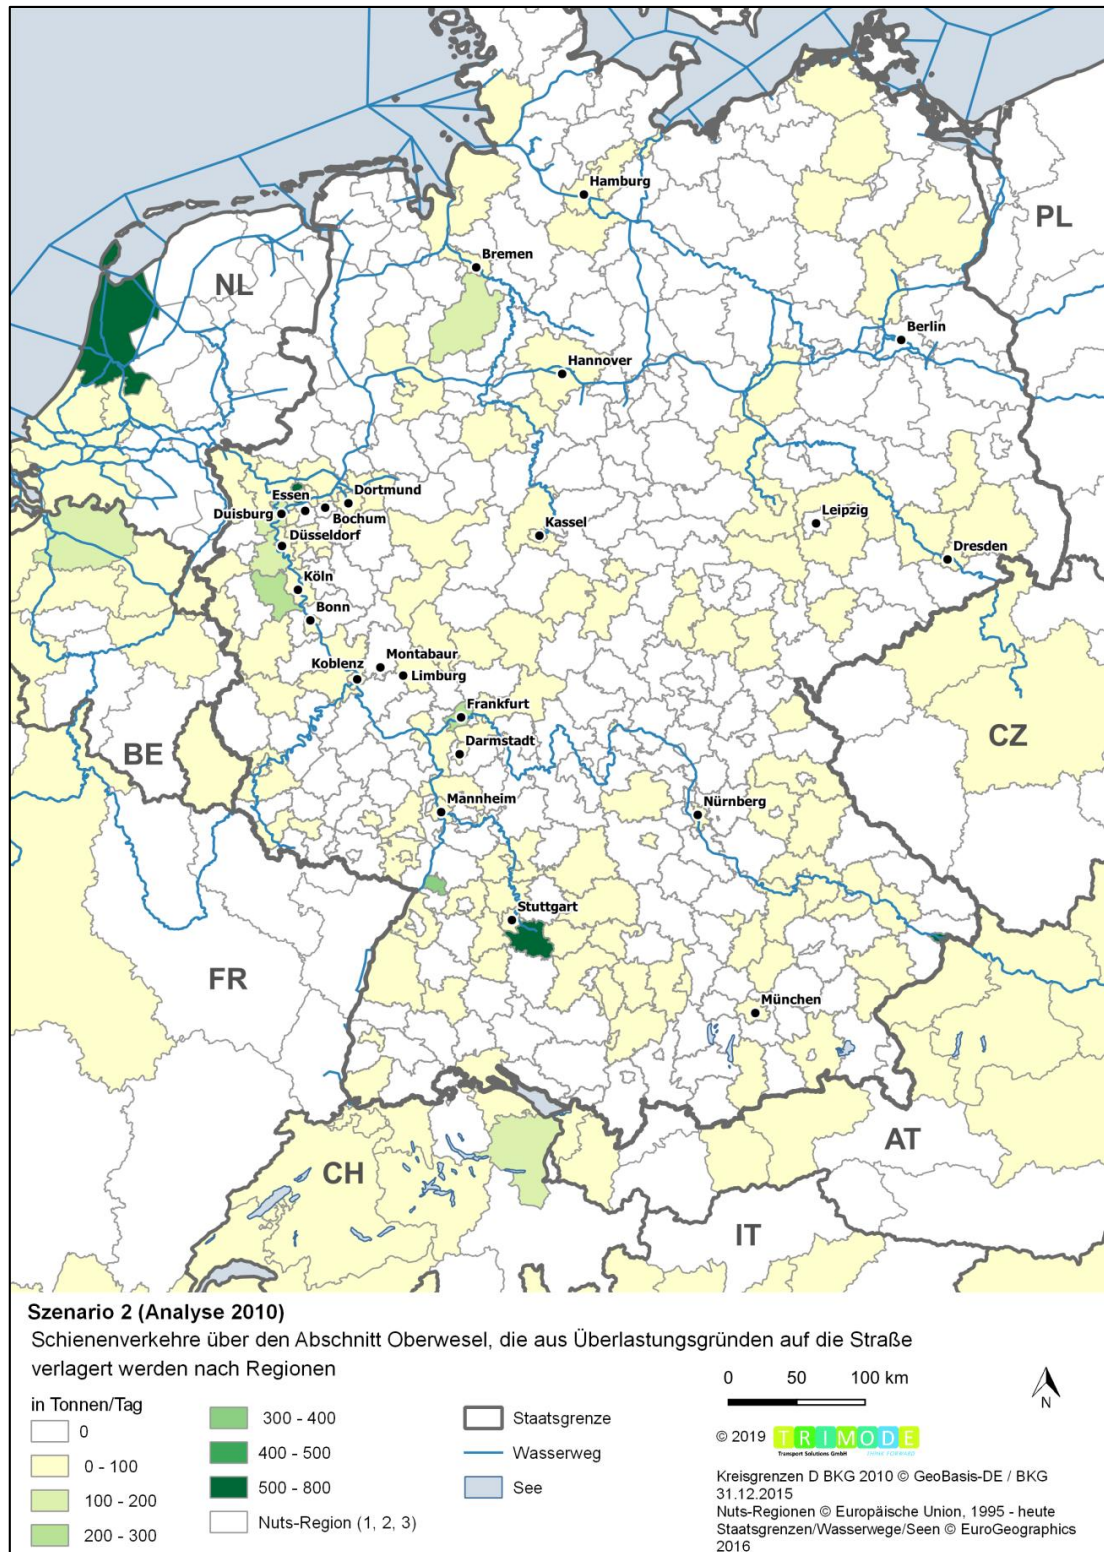 PL
Hamburg
Bremen
NL
Berlin
Hannover
Essen
Dortmund
Duisburg
Bochum
Kassel
Leipzig
Düsseldorf
Dresden
Köln
Bonn
Montabaur
Koblenz
Limburg
Frankfurt
CZ
BE
Darmstadt
Mannheim
Nürnberg
Stuttgart
FR
München
AT
CH
IT
Szenario 2 (Analyse 2010)
Schienenverkehre über den Abschnitt Oberwesel, die aus Überlastungsgründen auf die Straße
verlagert werden nach Regionen
in Tonnen/Tag
0
0 - 100
100 - 200
200 - 300
300 - 400
400 - 500
500 - 800
Nuts-Region (1, 2, 3)
Staatsgrenze
Wasserweg
See
0 50 100 km
N
© 2019 TRIMODE
Transport Solutions GmbH
Kreisgrenzen D BKG 2010 © GeoBasis-DE / BKG
31.12.2015
Nuts-Regionen © Europäische Union, 1995 - heute
Staatsgrenzen/Wasserwege/Seen © EuroGeographics
2016